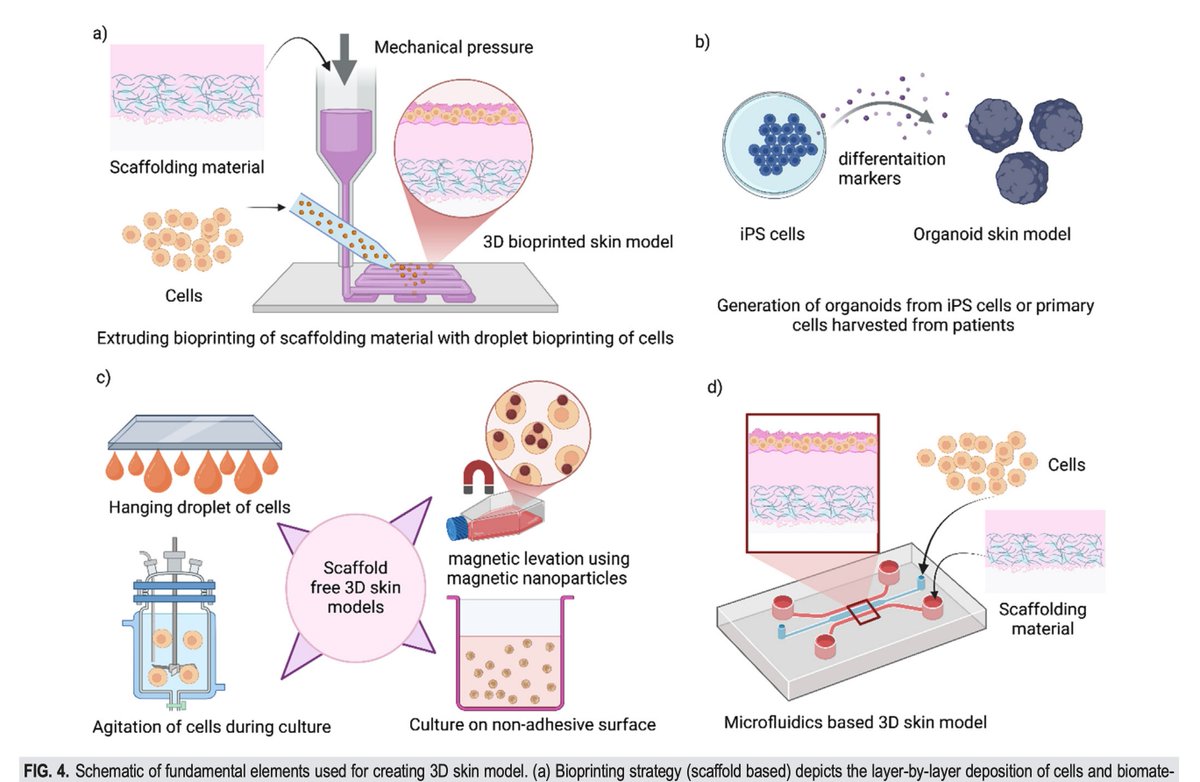 a)
Mechanical pressure
Scaffolding material
3D bioprinted skin model
Cells
Extruding bioprinting of scaffolding material with droplet bioprinting of cells
b)
differentaition
markers
iPS cells
Organoid skin model
Generation of organoids from iPS cells or primary
cells harvested from patients
c)
Hanging droplet of cells
Scaffold
free 3D skin
models
magnetic levation using
magnetic nanoparticles
Agitation of cells during culture
Culture on non-adhesive surface
d)
Cells
Scaffolding
material
Microfluidics based 3D skin model
FIG. 4. Schematic of fundamental elements used for creating 3D skin model. (a) Bioprinting strategy (scaffold based) depicts the layer-by-layer deposition of cells and biomate-